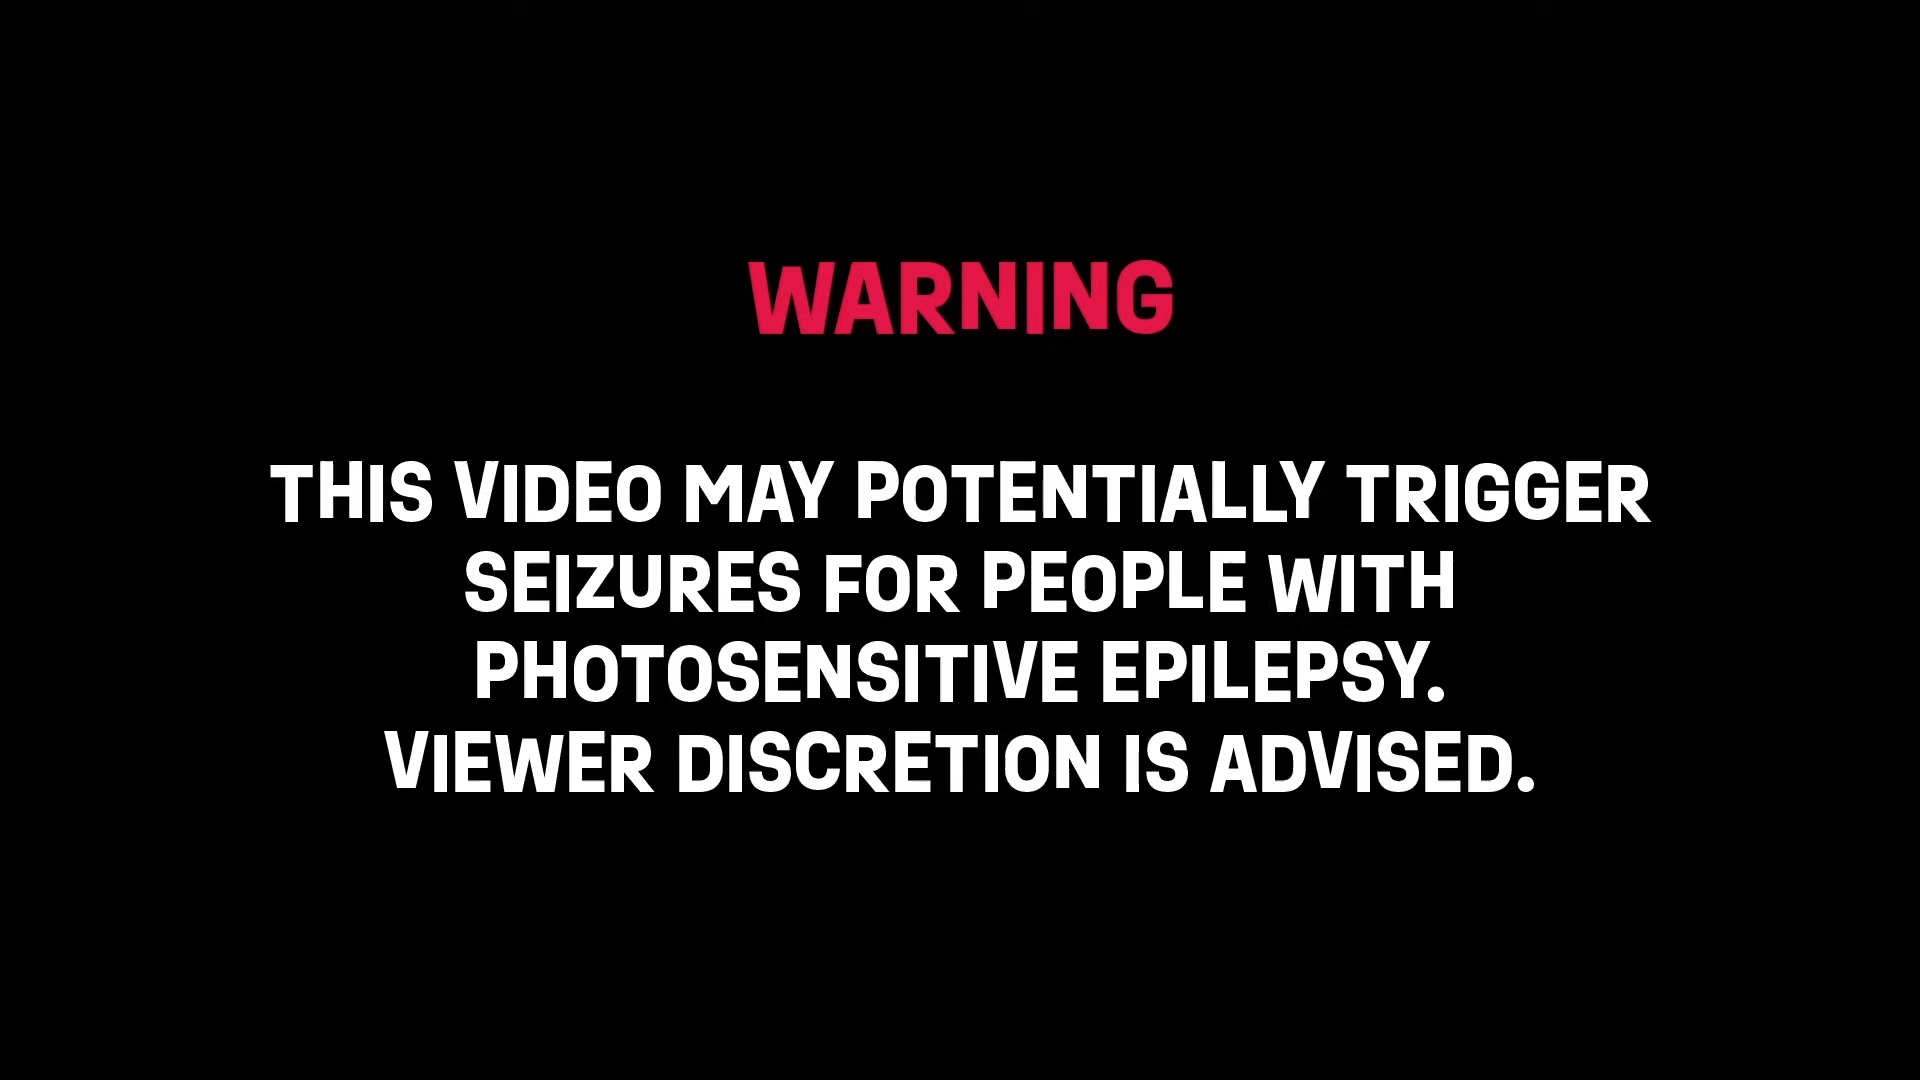 WARNING
THIS VIDEO MAY POTENTIALLY TRIGGER
SEIZURES FOR PEOPLE WITH
PHOTOSENSITIVE EPILEPSY.
VIEWER DISCRETION IS ADVISED.